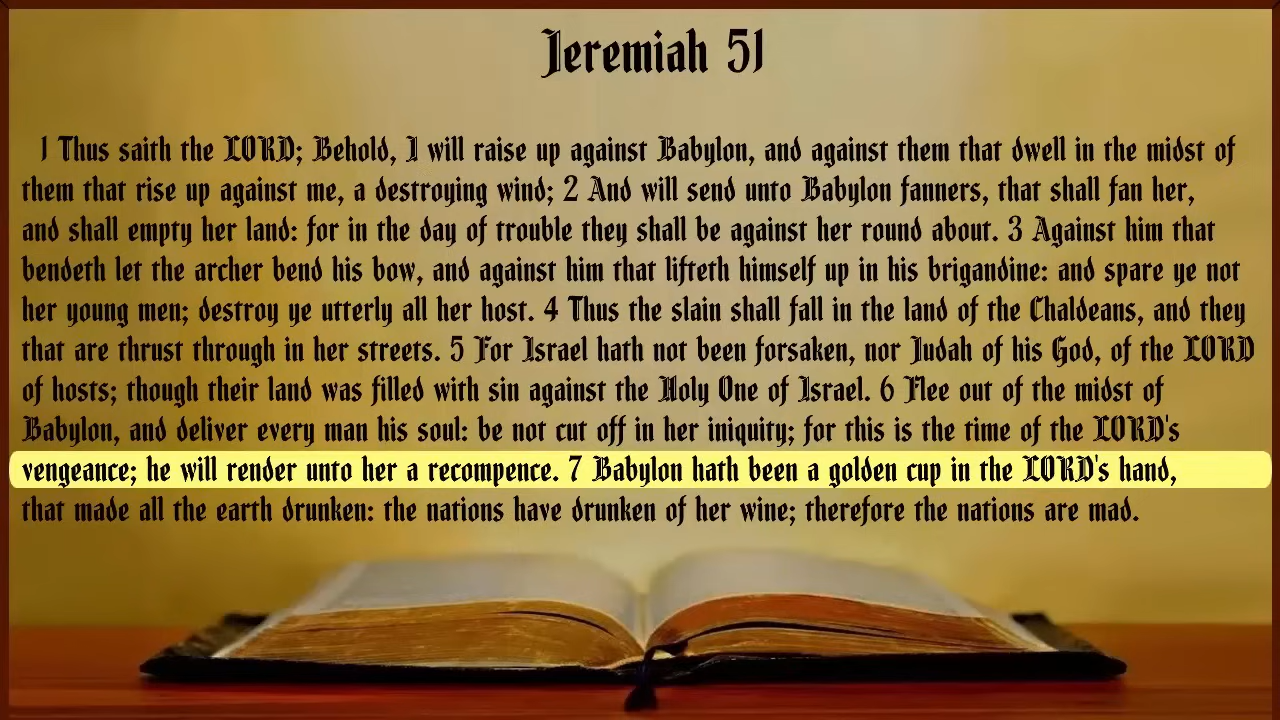 Jeremiah 51
1 Thus saith the LORD; Behold, I will raise up against Babylon, and against them that dwell in the midst of
them that rise up against me, a destroying wind; 2 And will send unto Babylon fanners, that shall fan her,
and shall empty her land: for in the day of trouble they shall be against her round about. 3 Against him that
bendeth let the archer bend his bow, and against him that lifteth himself up in his brigandine: and spare ye not
her young men; destroy ye utterly all her host. 4 Thus the slain shall fall in the land of the Chaldeans, and they
that are thrust through in her streets. 5 For Israel hath not been forsaken, nor Judah of his God, of the LORD
of hosts; though their land was filled with sin against the Holy One of Israel. 6 Flee out of the midst of
Babylon, and deliver every man his soul: be not cut off in her iniquity; for this is the time of the LORD's
vengeance; he will render unto her a recompence. 7 Babylon hath been a golden cup in the LORD's hand,
that made all the earth drunken: the nations have drunken of her wine; therefore the nations are mad.